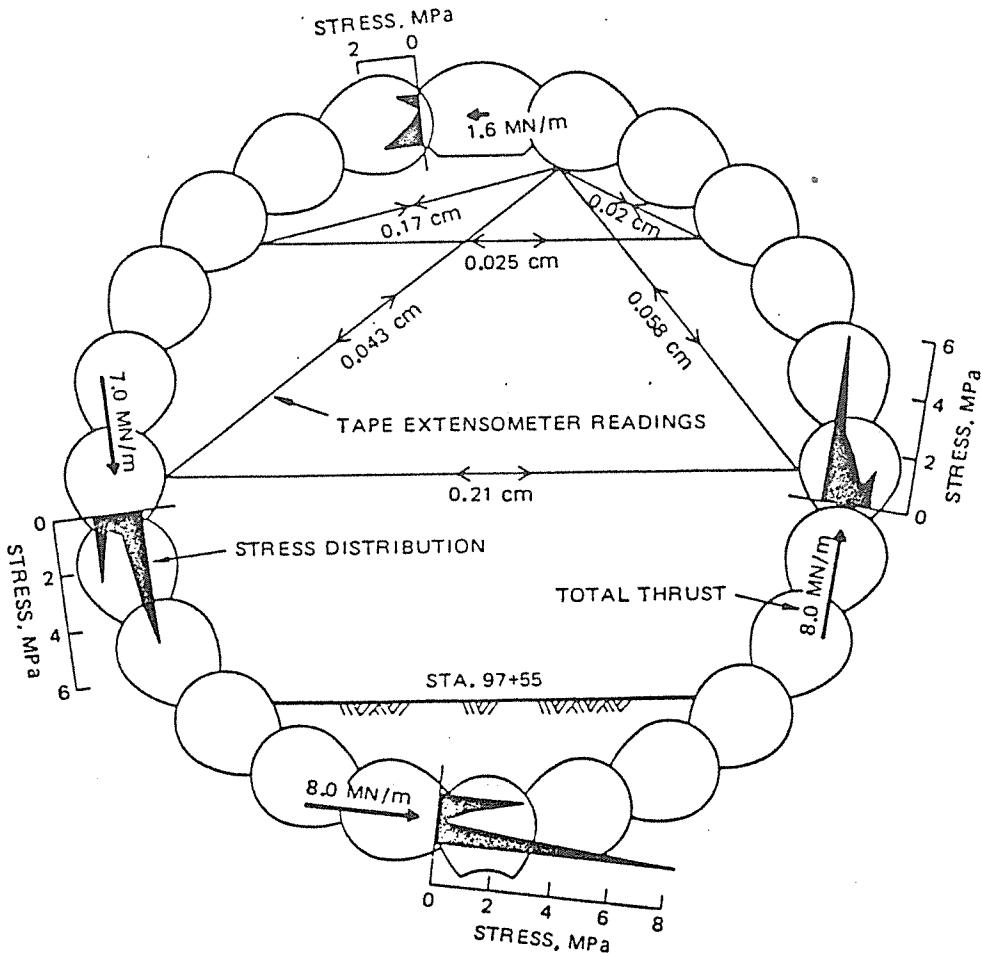 STRESS, MPa
2
0
1.6 MN/m
0.17 cm
0.02 cm
0.025 cm
0.043 cm
0.058 cm
7.0 MN/m
TAPE EXTENSOMETER READINGS
0.21 cm
6
4
2
0
STRESS, MPa
0
2
4
6
STRESS, MPa
STRESS DISTRIBUTION
TOTAL THRUST
8.0 MN/m
STA. 97+55
8.0 MN/m
0
2
4
6
8
STRESS, MPa